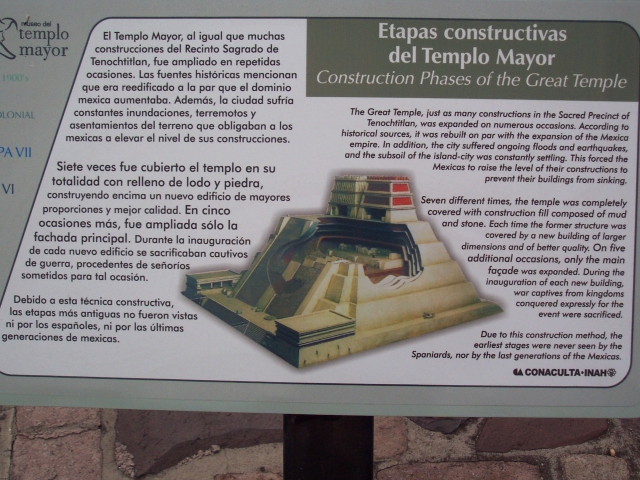 museo del
templo
mayor
1900's
OLONIAL
PA VII
VI
El Templo Mayor, al igual que muchas
construcciones del Recinto Sagrado de
Tenochtitlan, fue ampliado en repetidas
ocasiones. Las fuentes históricas mencionan
que era reedificado a la par que el dominio
mexica aumentaba. Además, la ciudad sufría
constantes inundaciones, terremotos y
asentamientos del terreno que obligaban a los
mexicas a elevar el nivel de sus construcciones.
Siete veces fue cubierto el templo en su
totalidad con relleno de lodo y piedra,
construyendo encima un nuevo edificio de mayores
proporciones y mejor calidad. En cinco
ocasiones más, fue ampliada sólo la
fachada principal. Durante la inauguración
de cada nuevo edificio se sacrificaban cautivos
de guerra, procedentes de señoríos
sometidos para tal ocasión.
Debido a esta técnica constructiva,
las etapas más antiguas no fueron vistas
ni por los españoles, ni por las últimas
generaciones de mexicas.
Etapas constructivas
del Templo Mayor
Construction Phases of the Great Temple
The Great Temple, just as many constructions in the Sacred Precinct of
Tenochtitlan, was expanded on numerous occasions. According to
historical sources, it was rebuilt on par with the expansion of the Mexica
empire. In addition, the city suffered ongoing floods and earthquakes,
and the subsoil of the island-city was constantly settling. This forced the
Mexicas to raise the level of their constructions to
prevent their buildings from sinking.
Seven different times, the temple was completely
covered with construction fill composed of mud
and stone. Each time the former structure was
covered by a new building of larger
dimensions and of better quality. On five
additional occasions, only the main
façade was expanded. During the
inauguration of each new building,
war captives from kingdoms
conquered expressly for the
event were sacrificed.
Due to this construction method, the
earliest stages were never seen by the
Spaniards, nor by the last generations of the Mexicas.
CONACULTA·INAH